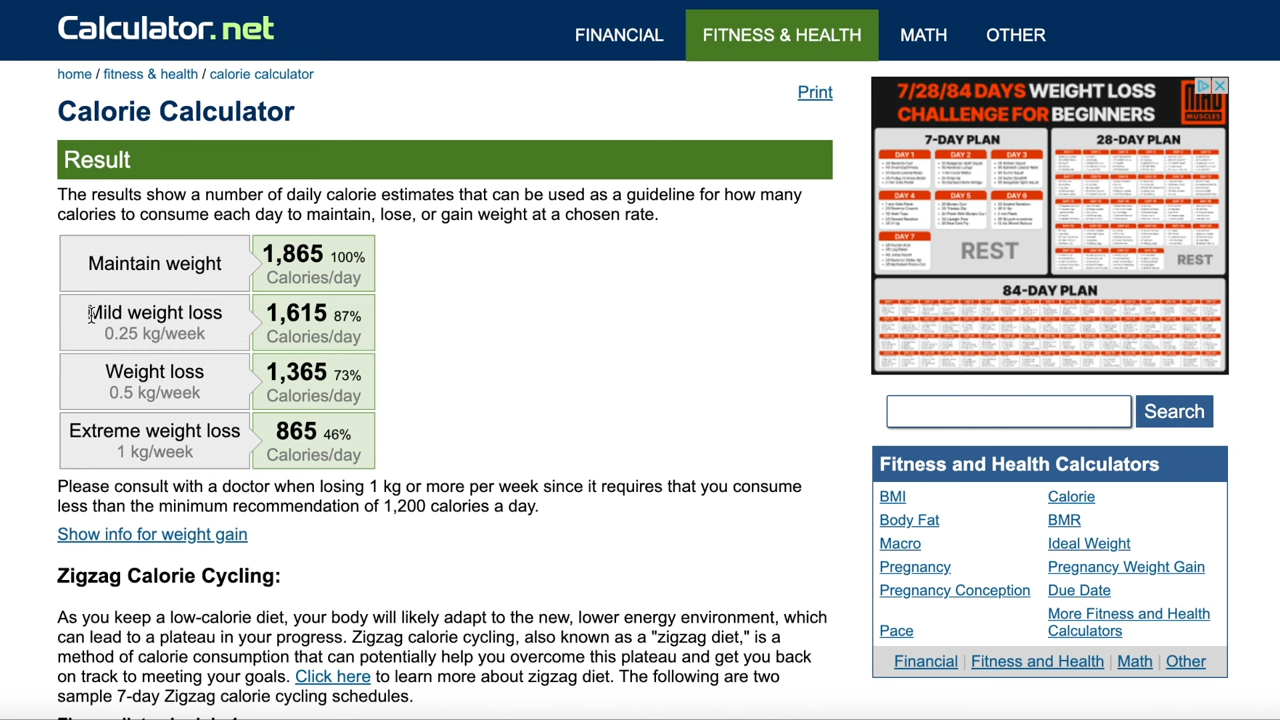 Calculator.net
FINANCIAL
FITNESS & HEALTH
MATH
OTHER
home / fitness & health / calorie calculator
Print
Calorie Calculator
Result
The results show a number of daily calorie estimates that can be used as a guideline for how many
calories to consume each day to maintain, lose, or gain weight at a chosen rate.
Maintain weight
1,865 100%
Calories/day
Mild weight loss
0.25 kg/week
1,615 87%
Calories/day
Weight loss
0.5 kg/week
1,365 73%
Calories/day
Extreme weight loss
1 kg/week
865 46%
Calories/day
Please consult with a doctor when losing 1 kg or more per week since it requires that you consume
less than the minimum recommendation of 1,200 calories a day.
Show info for weight gain
Zigzag Calorie Cycling:
As you keep a low-calorie diet, your body will likely adapt to the new, lower energy environment, which
can lead to a plateau in your progress. Zigzag calorie cycling, also known as a "zigzag diet," is a
method of calorie consumption that can potentially help you overcome this plateau and get you back
on track to meeting your goals. Click here to learn more about zigzag diet. The following are two
sample 7-day Zigzag calorie cycling schedules.
7/28/84 DAYS WEIGHT LOSS
CHALLENGE FOR BEGINNERS
MAD
MUSCLES
7-DAY PLAN
DAY 1
DAY 2
DAY 3
DAY 4
DAY 5
DAY 6
DAY 7
REST
28-DAY PLAN
REST
84-DAY PLAN
Search
Fitness and Health Calculators
BMI
Calorie
Body Fat
BMR
Macro
Ideal Weight
Pregnancy
Pregnancy Weight Gain
Pregnancy Conception
Due Date
Pace
More Fitness and Health
Calculators
Financial | Fitness and Health | Math | Other